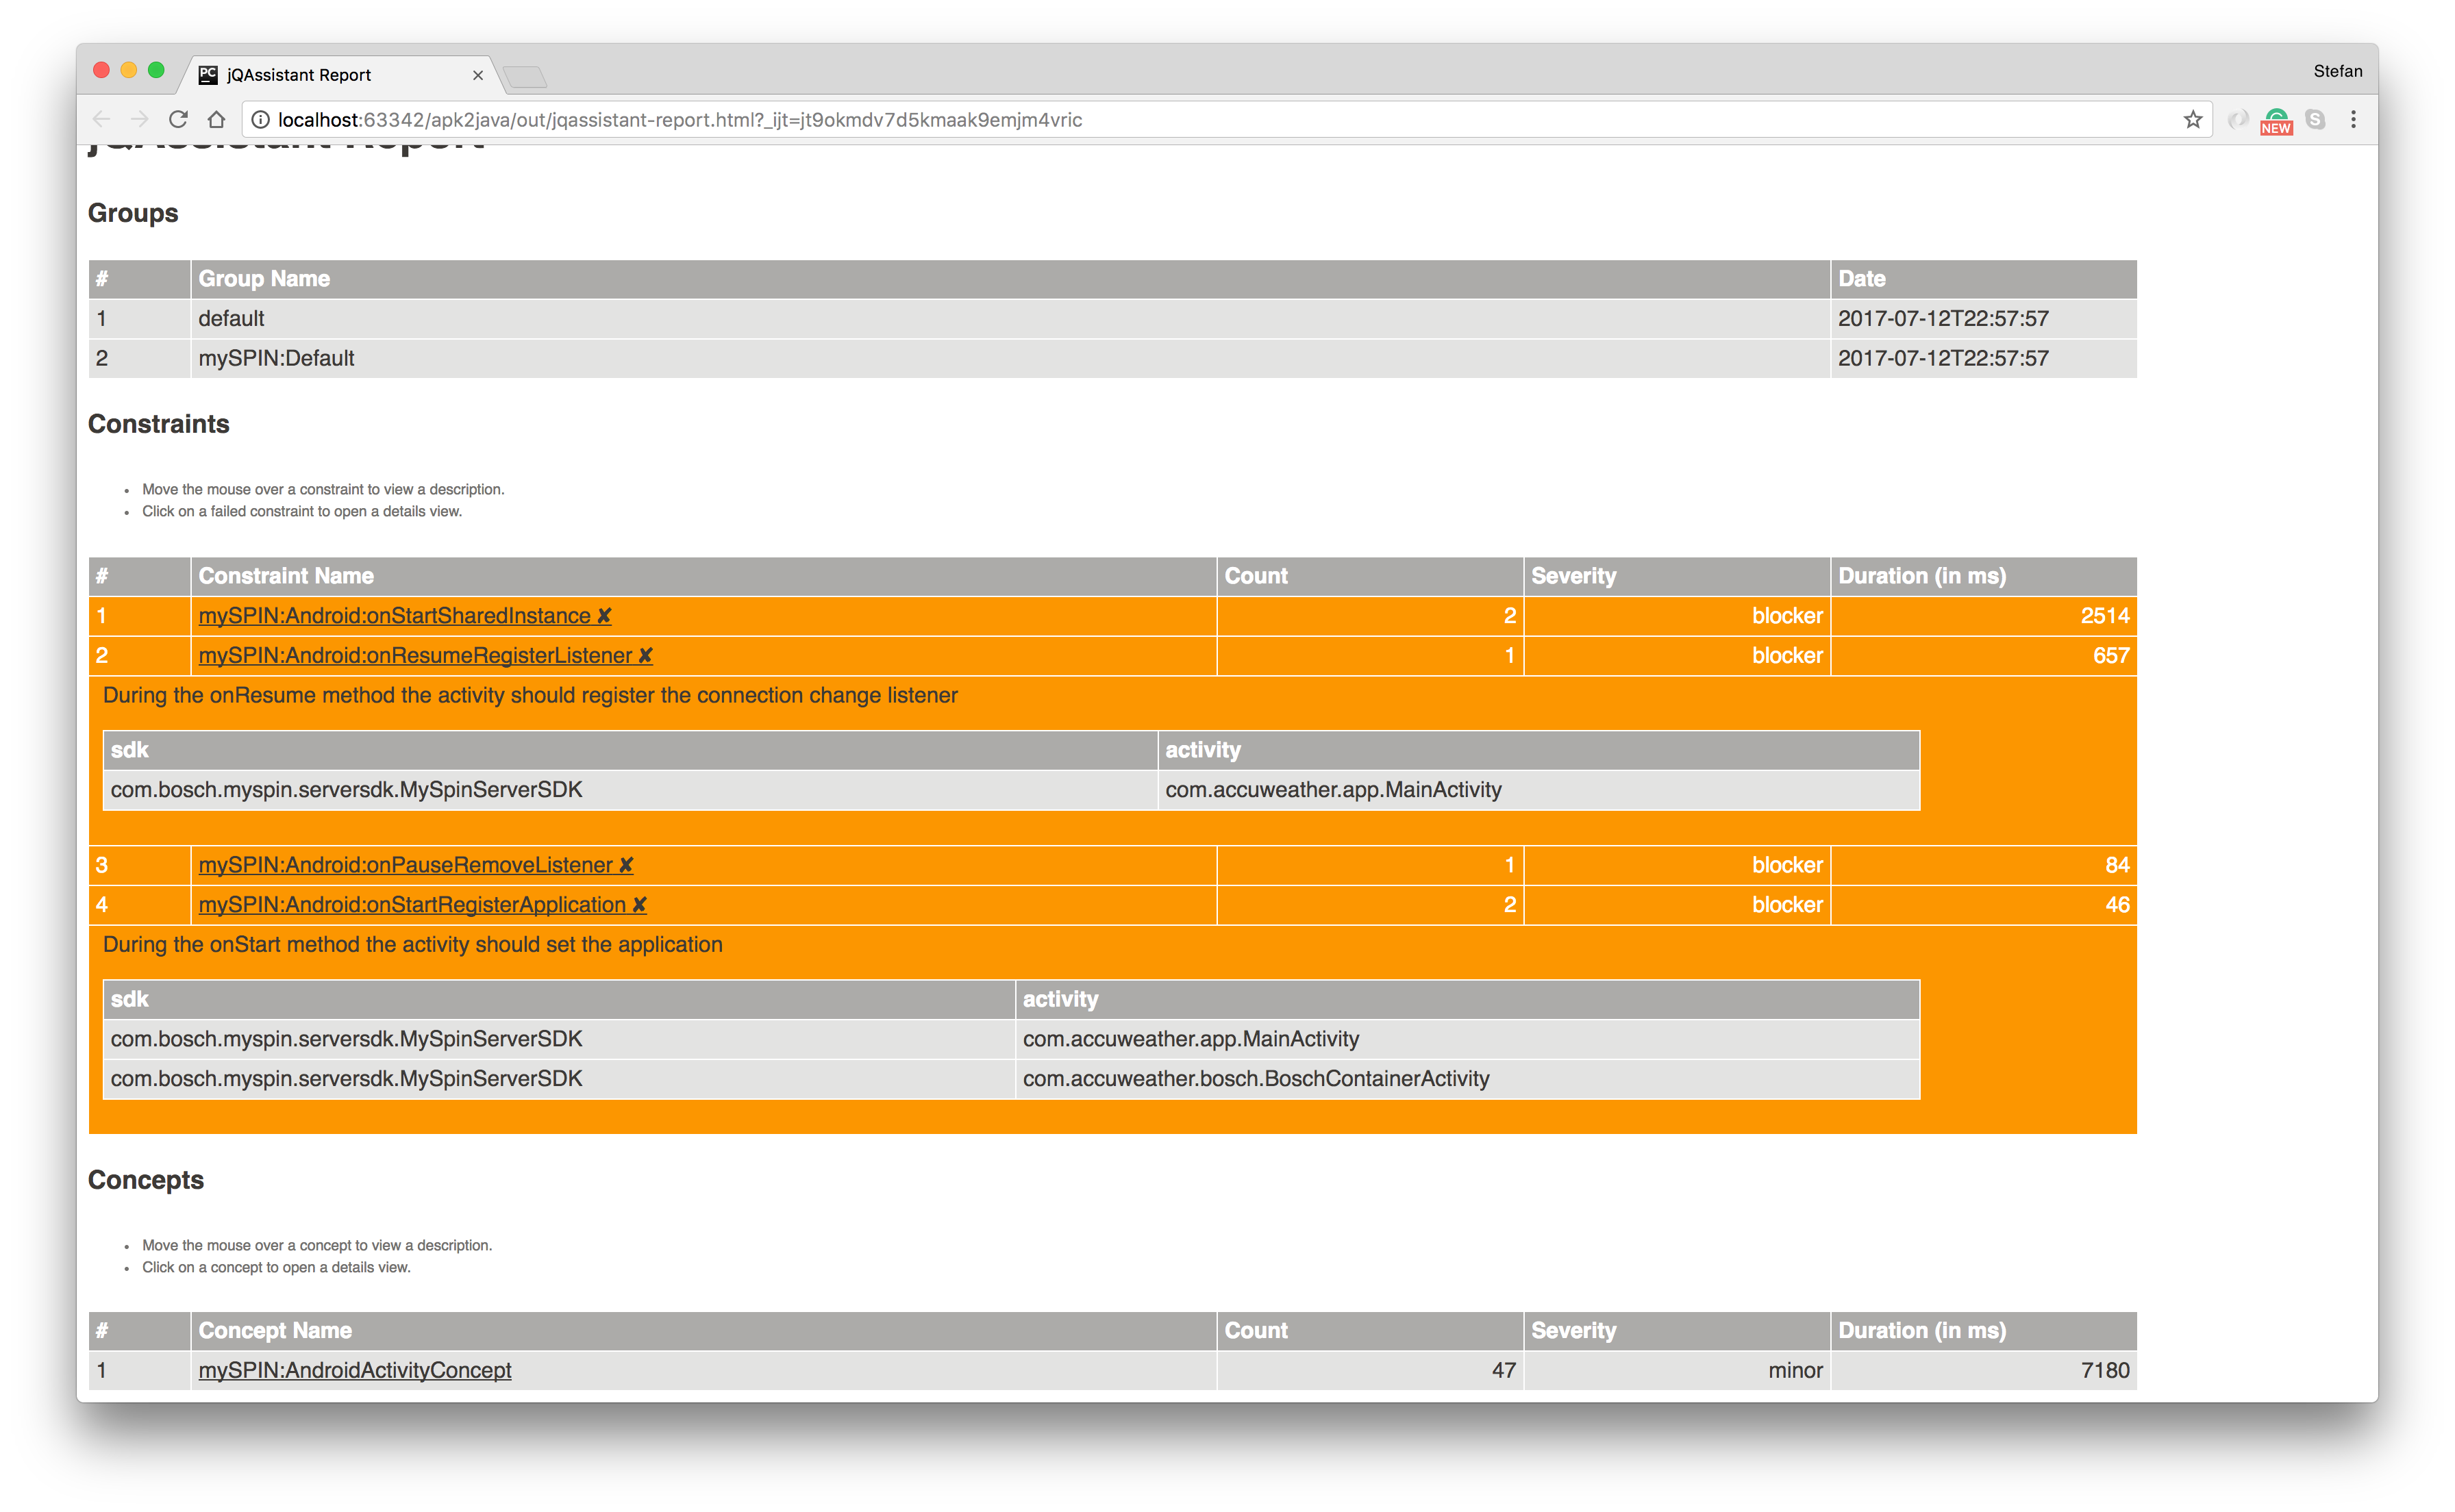 jQAssistant Report
Stefan
localhost:63342/apk2java/out/jqassistant-report.html?_ijt=jt9okmdv7d5kmaak9emjm4vric
NEW
jQAssistant Report
Groups
# Group Name Date
1 default 2017-07-12T22:57:57
2 mySPIN:Default 2017-07-12T22:57:57
Constraints
• Move the mouse over a constraint to view a description.
• Click on a failed constraint to open a details view.
# Constraint Name Count Severity Duration (in ms)
1 mySPIN:Android:onStartSharedInstance ✘ 2 blocker 2514
2 mySPIN:Android:onResumeRegisterListener ✘ 1 blocker 657
During the onResume method the activity should register the connection change listener
sdk activity
com.bosch.myspin.serversdk.MySpinServerSDK com.accuweather.app.MainActivity
3 mySPIN:Android:onPauseRemoveListener ✘ 1 blocker 84
4 mySPIN:Android:onStartRegisterApplication ✘ 2 blocker 46
During the onStart method the activity should set the application
sdk activity
com.bosch.myspin.serversdk.MySpinServerSDK com.accuweather.app.MainActivity
com.bosch.myspin.serversdk.MySpinServerSDK com.accuweather.bosch.BoschContainerActivity
Concepts
• Move the mouse over a concept to view a description.
• Click on a concept to open a details view.
# Concept Name Count Severity Duration (in ms)
1 mySPIN:AndroidActivityConcept 47 minor 7180